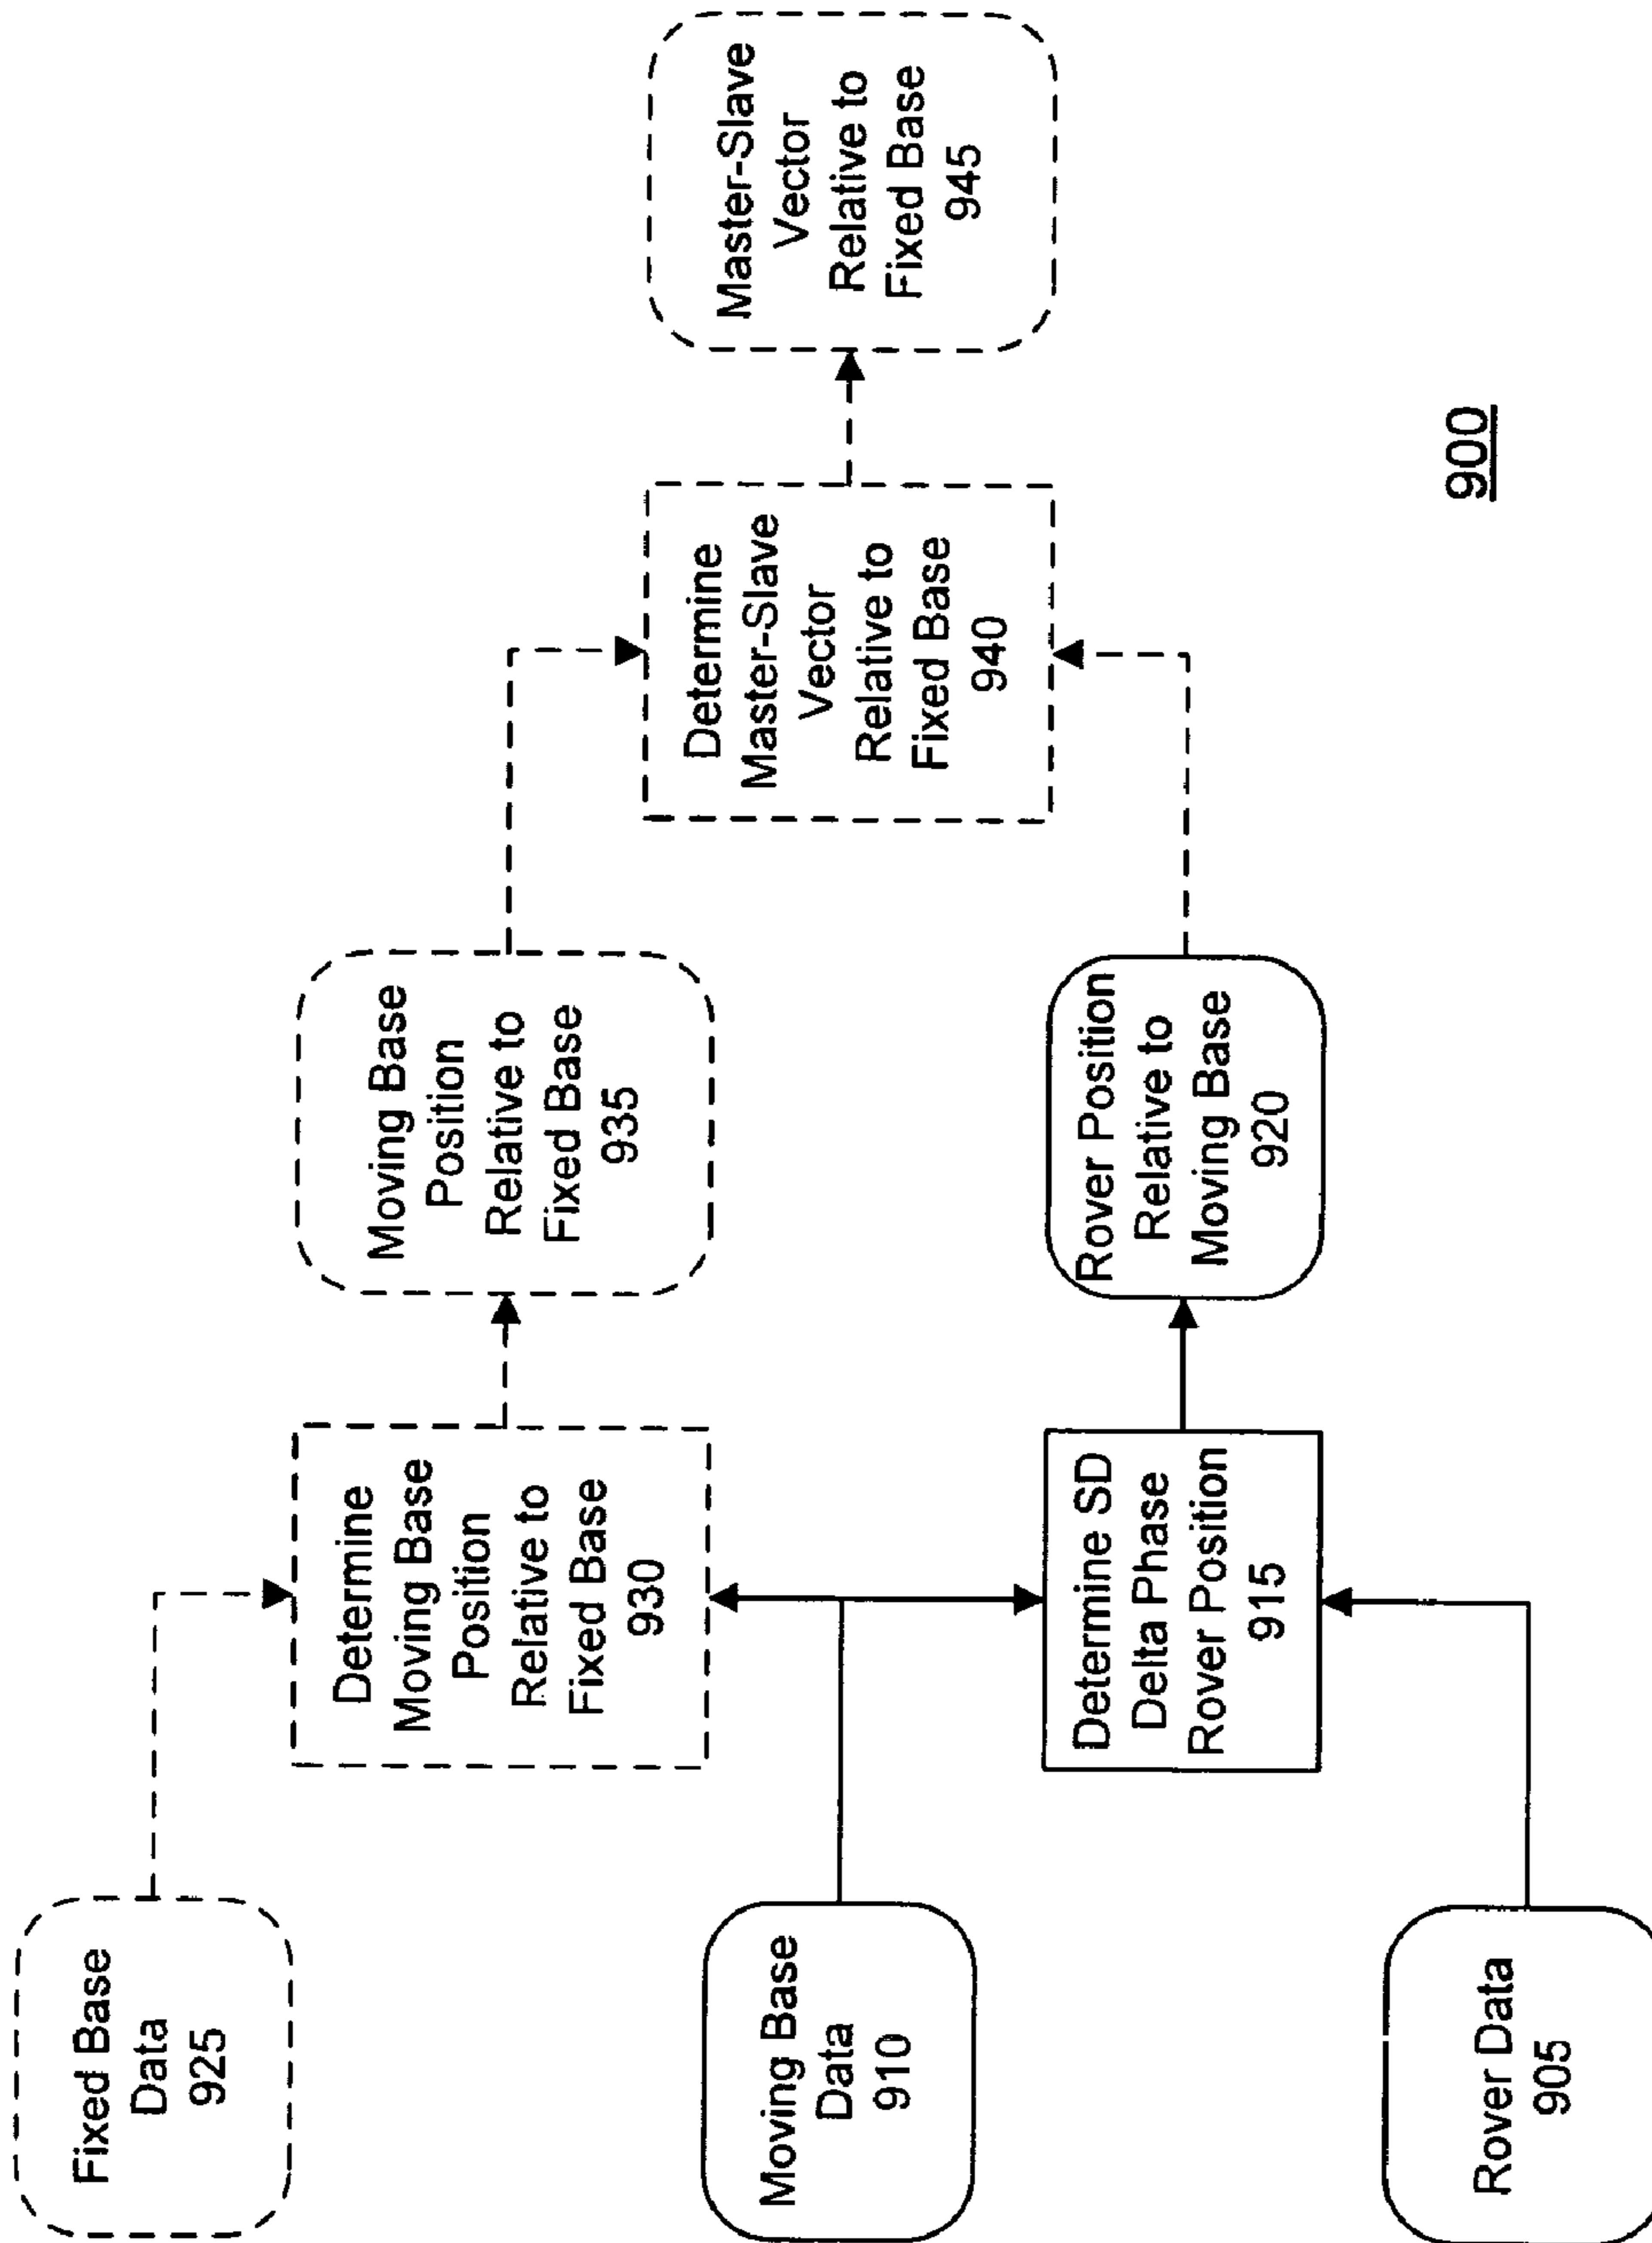 Fixed Base
Data
925
Moving Base
Data
910
Rover Data
905
Determine
Moving Base
Position
Relative to
Fixed Base
930
Determine SD
Delta Phase
Rover Position
915
Moving Base
Position
Relative to
Fixed Base
935
Rover Position
Relative to
Moving Base
920
Determine
Master-Slave
Vector
Relative to
Fixed Base
940
Master-Slave
Vector
Relative to
Fixed Base
945
900